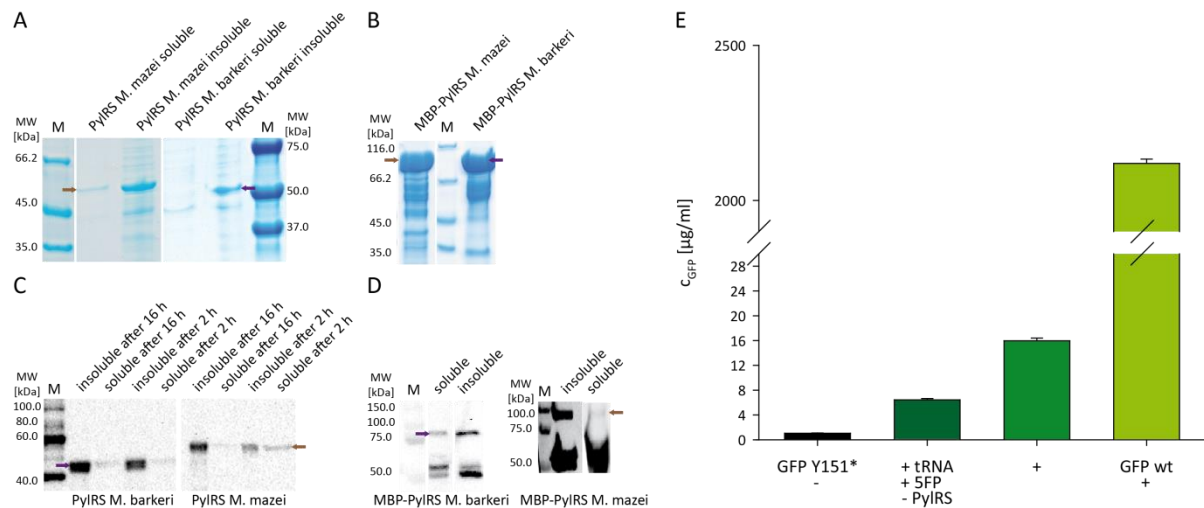 A
MW
[kDa]
M
PylRS M. mazei soluble
PylRS M. mazei insoluble
PylRS M. barkeri soluble
PylRS M. barkeri insoluble
M
MW
[kDa]
66.2
45.0
35.0
75.0
50.0
37.0
B
MW
[kDa]
MBP-PylRS M. mazei
M
MBP-PylRS M. barkeri
116.0
66.2
45.0
35.0
C
MW
[kDa]
M
insoluble after 16 h
soluble after 16 h
insoluble after 2 h
soluble after 2 h
insoluble after 16 h
soluble after 16 h
insoluble after 2 h
soluble after 2 h
100.0
80.0
60.0
40.0
PylRS M. barkeri
PylRS M. mazei
D
MW
[kDa]
M
soluble
insoluble
150.0
100.0
75.0
50.0
MBP-PylRS M. barkeri
MW
[kDa]
M
insoluble
soluble
100.0
75.0
50.0
MBP-PylRS M. mazei
E
cGFP [µg/ml]
2500
2000
28
24
20
16
12
8
4
0
GFP Y151*
-
+ tRNA
+ 5FP
- PylRS
+
GFP wt
+